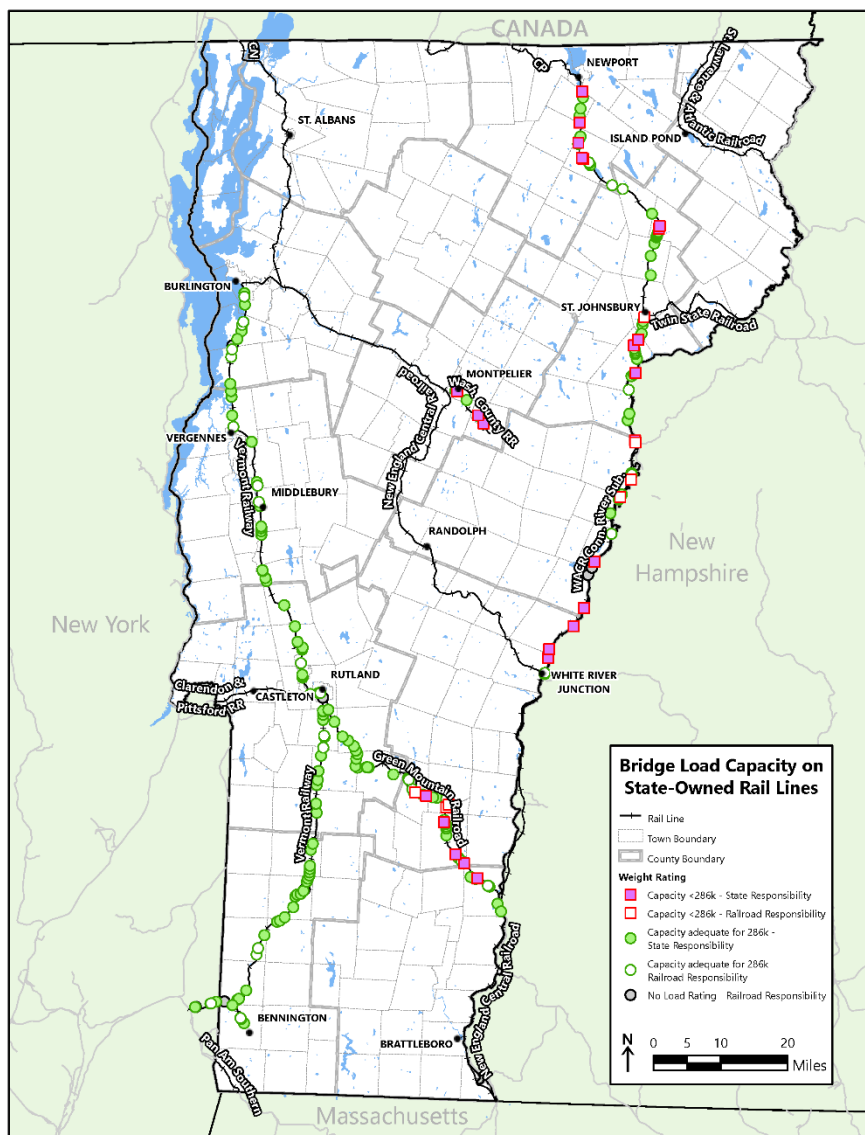 CANADA
CN
NEWPORT
CP
St. Lawrence & Atlantic Railroad
ST. ALBANS
ISLAND POND
BURLINGTON
ST. JOHNSBURY
Twin State Railroad
MONTPELIER
Wash County RR
New England Central Railroad
VERGENNES
Vermont Railway
MIDDLEBURY
WACR Conn. River Sub.
RANDOLPH
New
Hampshire
New York
WHITE RIVER
JUNCTION
RUTLAND
Clarendon &
CASTLETON
Pittsford RR
Green Mountain Railroad
Vermont Railway
Bridge Load Capacity on
State-Owned Rail Lines
Rail Line
Town Boundary
County Boundary
Weight Rating
Capacity <286k - State Responsibility
Capacity <286k - Railroad Responsibility
Capacity adequate for 286k -
State Responsibility
Capacity adequate for 286k
Railroad Responsibility
No Load Rating Railroad Responsibility
N
0 5 10 20
Miles
New England Central Railroad
BENNINGTON
BRATTLEBORO
Pan Am Southern
Massachusetts